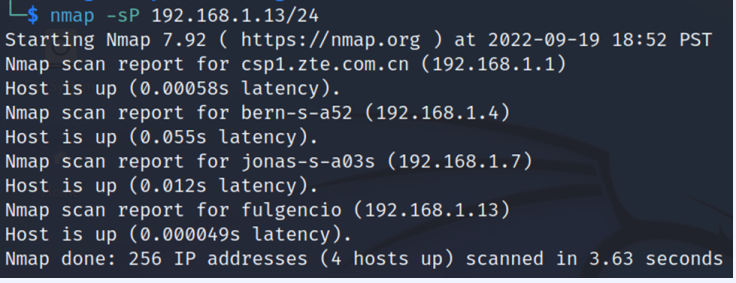 └─$ nmap -sP 192.168.1.13/24
Starting Nmap 7.92 ( https://nmap.org ) at 2022-09-19 18:52 PST
Nmap scan report for csp1.zte.com.cn (192.168.1.1)
Host is up (0.00058s latency).
Nmap scan report for bern-s-a52 (192.168.1.4)
Host is up (0.055s latency).
Nmap scan report for jonas-s-a03s (192.168.1.7)
Host is up (0.012s latency).
Nmap scan report for fulgencio (192.168.1.13)
Host is up (0.000049s latency).
Nmap done: 256 IP addresses (4 hosts up) scanned in 3.63 seconds